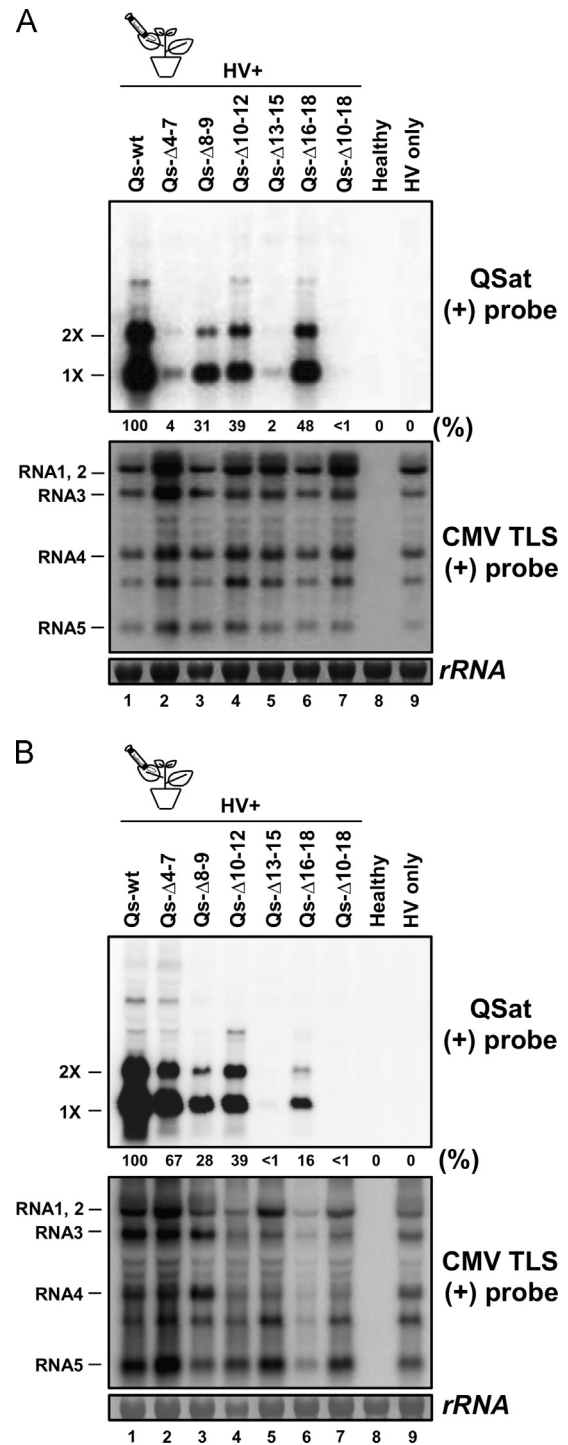 A
HV+
Qs-wt
Qs-Δ4-7
Qs-Δ8-9
Qs-Δ10-12
Qs-Δ13-15
Qs-Δ16-18
Qs-Δ10-18
Healthy
HV only
QSat
(+) probe
2X
1X
100 4 31 39 2 48 <1 0 0 (%)
RNA1, 2
RNA3
CMV TLS
(+) probe
RNA4
RNA5
rRNA
1 2 3 4 5 6 7 8 9
B
HV+
Qs-wt
Qs-Δ4-7
Qs-Δ8-9
Qs-Δ10-12
Qs-Δ13-15
Qs-Δ16-18
Qs-Δ10-18
Healthy
HV only
QSat
(+) probe
2X
1X
100 67 28 39 <1 16 <1 0 0 (%)
RNA1, 2
RNA3
CMV TLS
(+) probe
RNA4
RNA5
rRNA
1 2 3 4 5 6 7 8 9